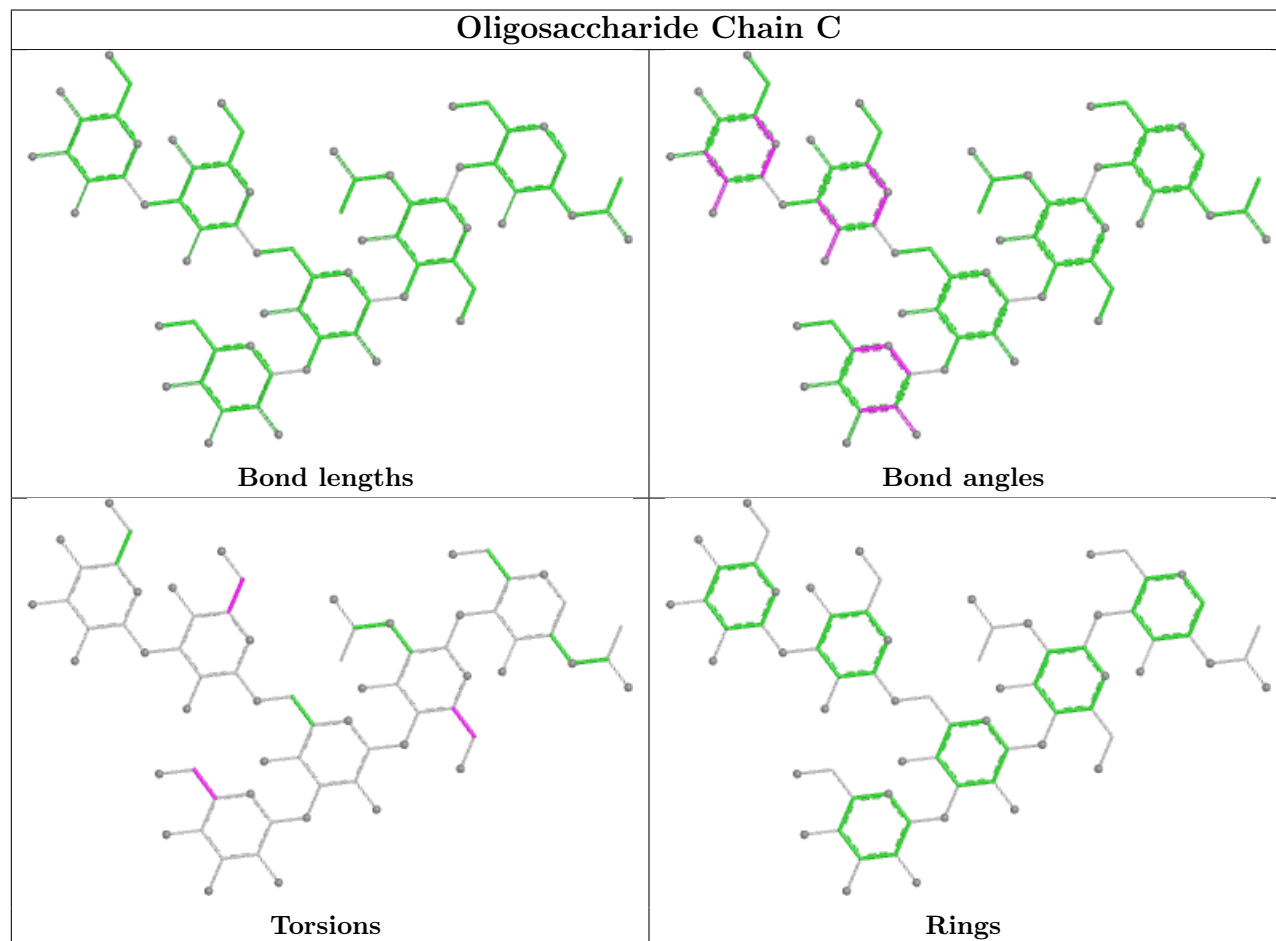 Oligosaccharide Chain C
Bond lengths
Bond angles
Torsions
Rings